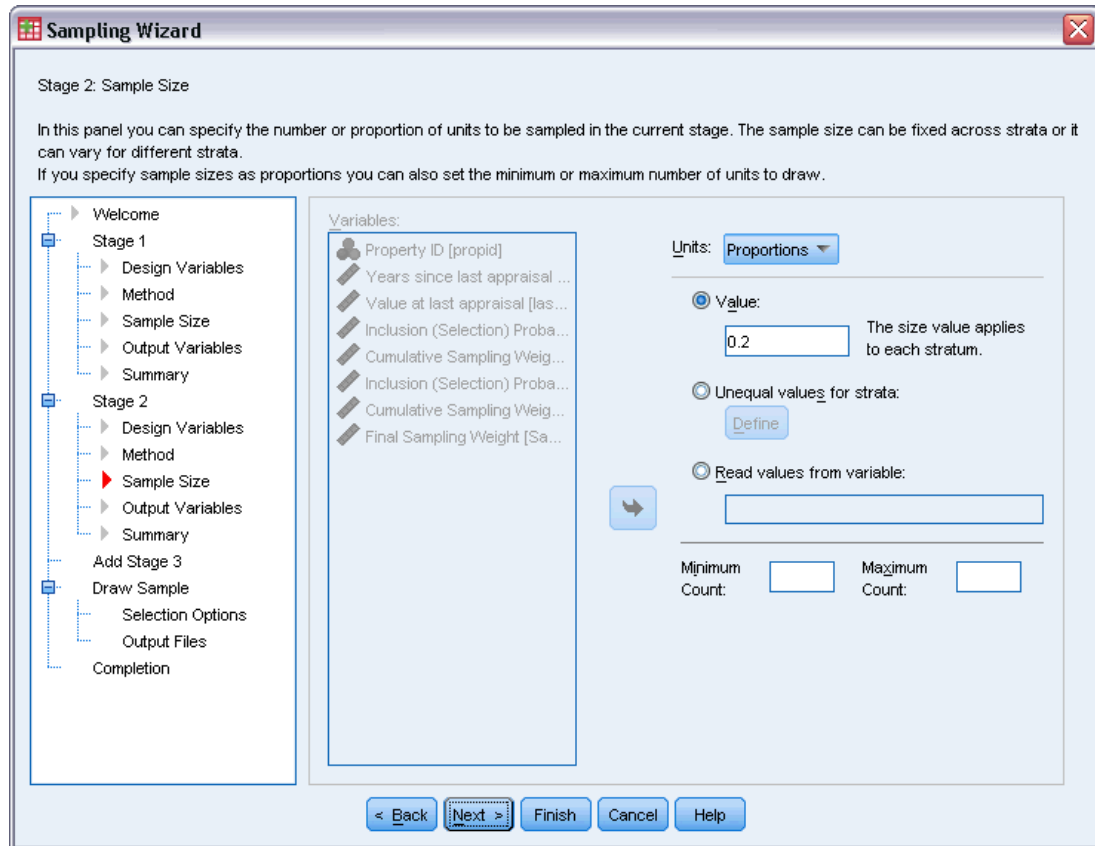 Sampling Wizard
Stage 2: Sample Size
In this panel you can specify the number or proportion of units to be sampled in the current stage. The sample size can be fixed across strata or it
can vary for different strata.
If you specify sample sizes as proportions you can also set the minimum or maximum number of units to draw.
Welcome
Stage 1
Design Variables
Method
Sample Size
Output Variables
Summary
Stage 2
Design Variables
Method
Sample Size
Output Variables
Summary
Add Stage 3
Draw Sample
Selection Options
Output Files
Completion
Variables:
Property ID [propid]
Years since last appraisal ...
Value at last appraisal [las...
Inclusion (Selection) Proba...
Cumulative Sampling Weig...
Inclusion (Selection) Proba...
Cumulative Sampling Weig...
Final Sampling Weight [Sa...
Units: Proportions
Value:
0.2
The size value applies
to each stratum.
Unequal values for strata:
Define
Read values from variable:
Minimum
Count:
Maximum
Count:
< Back
Next >
Finish
Cancel
Help